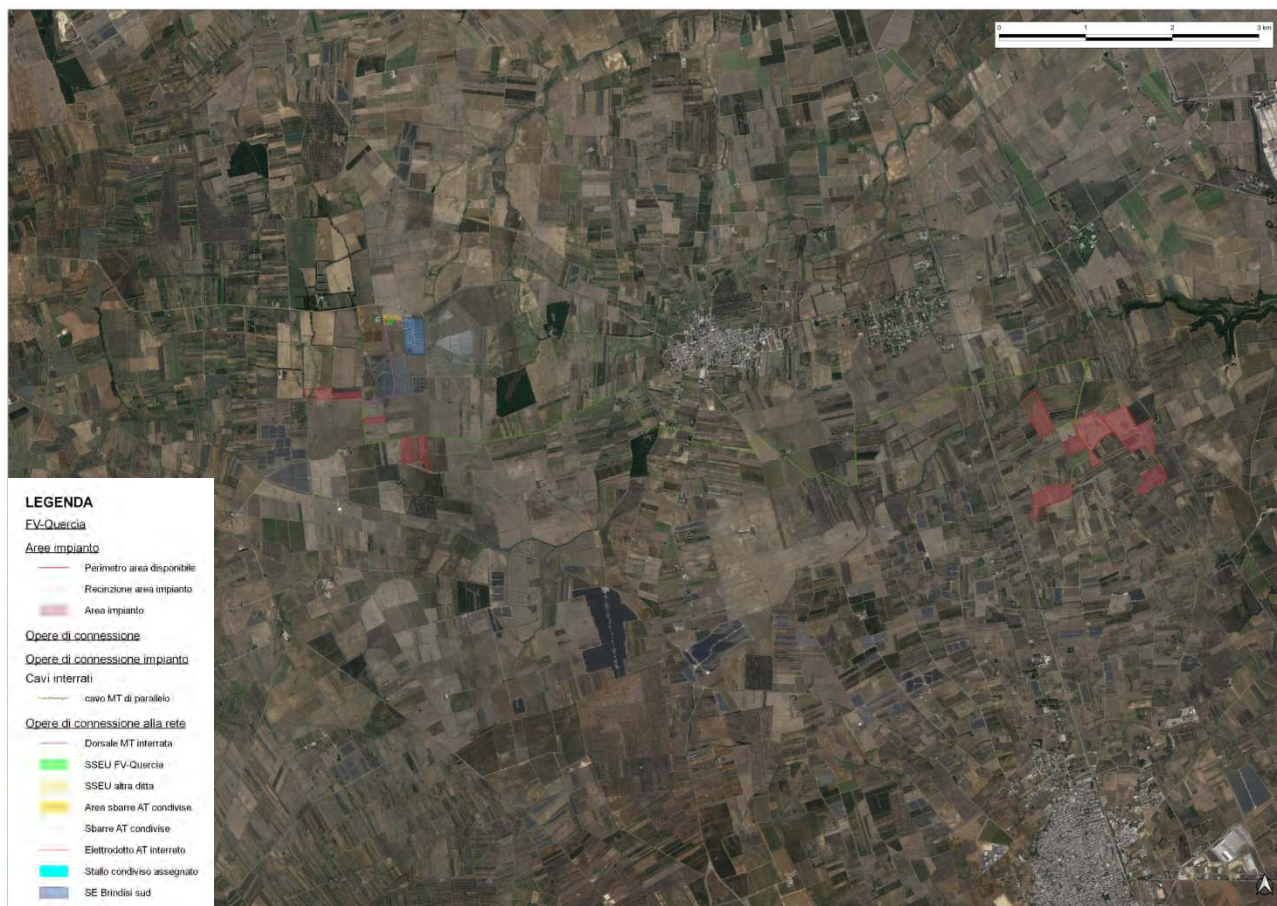 0 1 2 3 km
LEGENDA
FV-Quercia
Aree impianto
Perimetro area disponibile
Recinzione area impianto
Area impianto
Opere di connessione
Opere di connessione impianto
Cavi interrati
cavo MT di parallelo
Opere di connessione alla rete
Dorsale MT interrata
SSEU FV-Quercia
SSEU altra ditta
Area sbarre AT condivise
Sbarre AT condivise
Elettrodotto AT interrato
Stallo condiviso assegnato
SE Brindisi sud